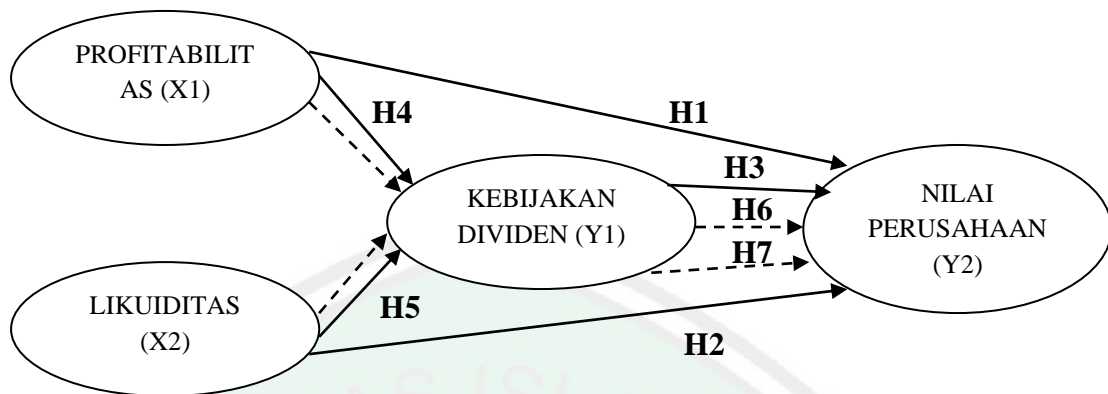 PROFITABILIT
AS (X1)
H4
H1
H3
KEBIJAKAN
DIVIDEN (Y1)
H6
H7
NILAI
PERUSAHAAN
(Y2)
LIKUIDITAS
(X2)
H5
H2